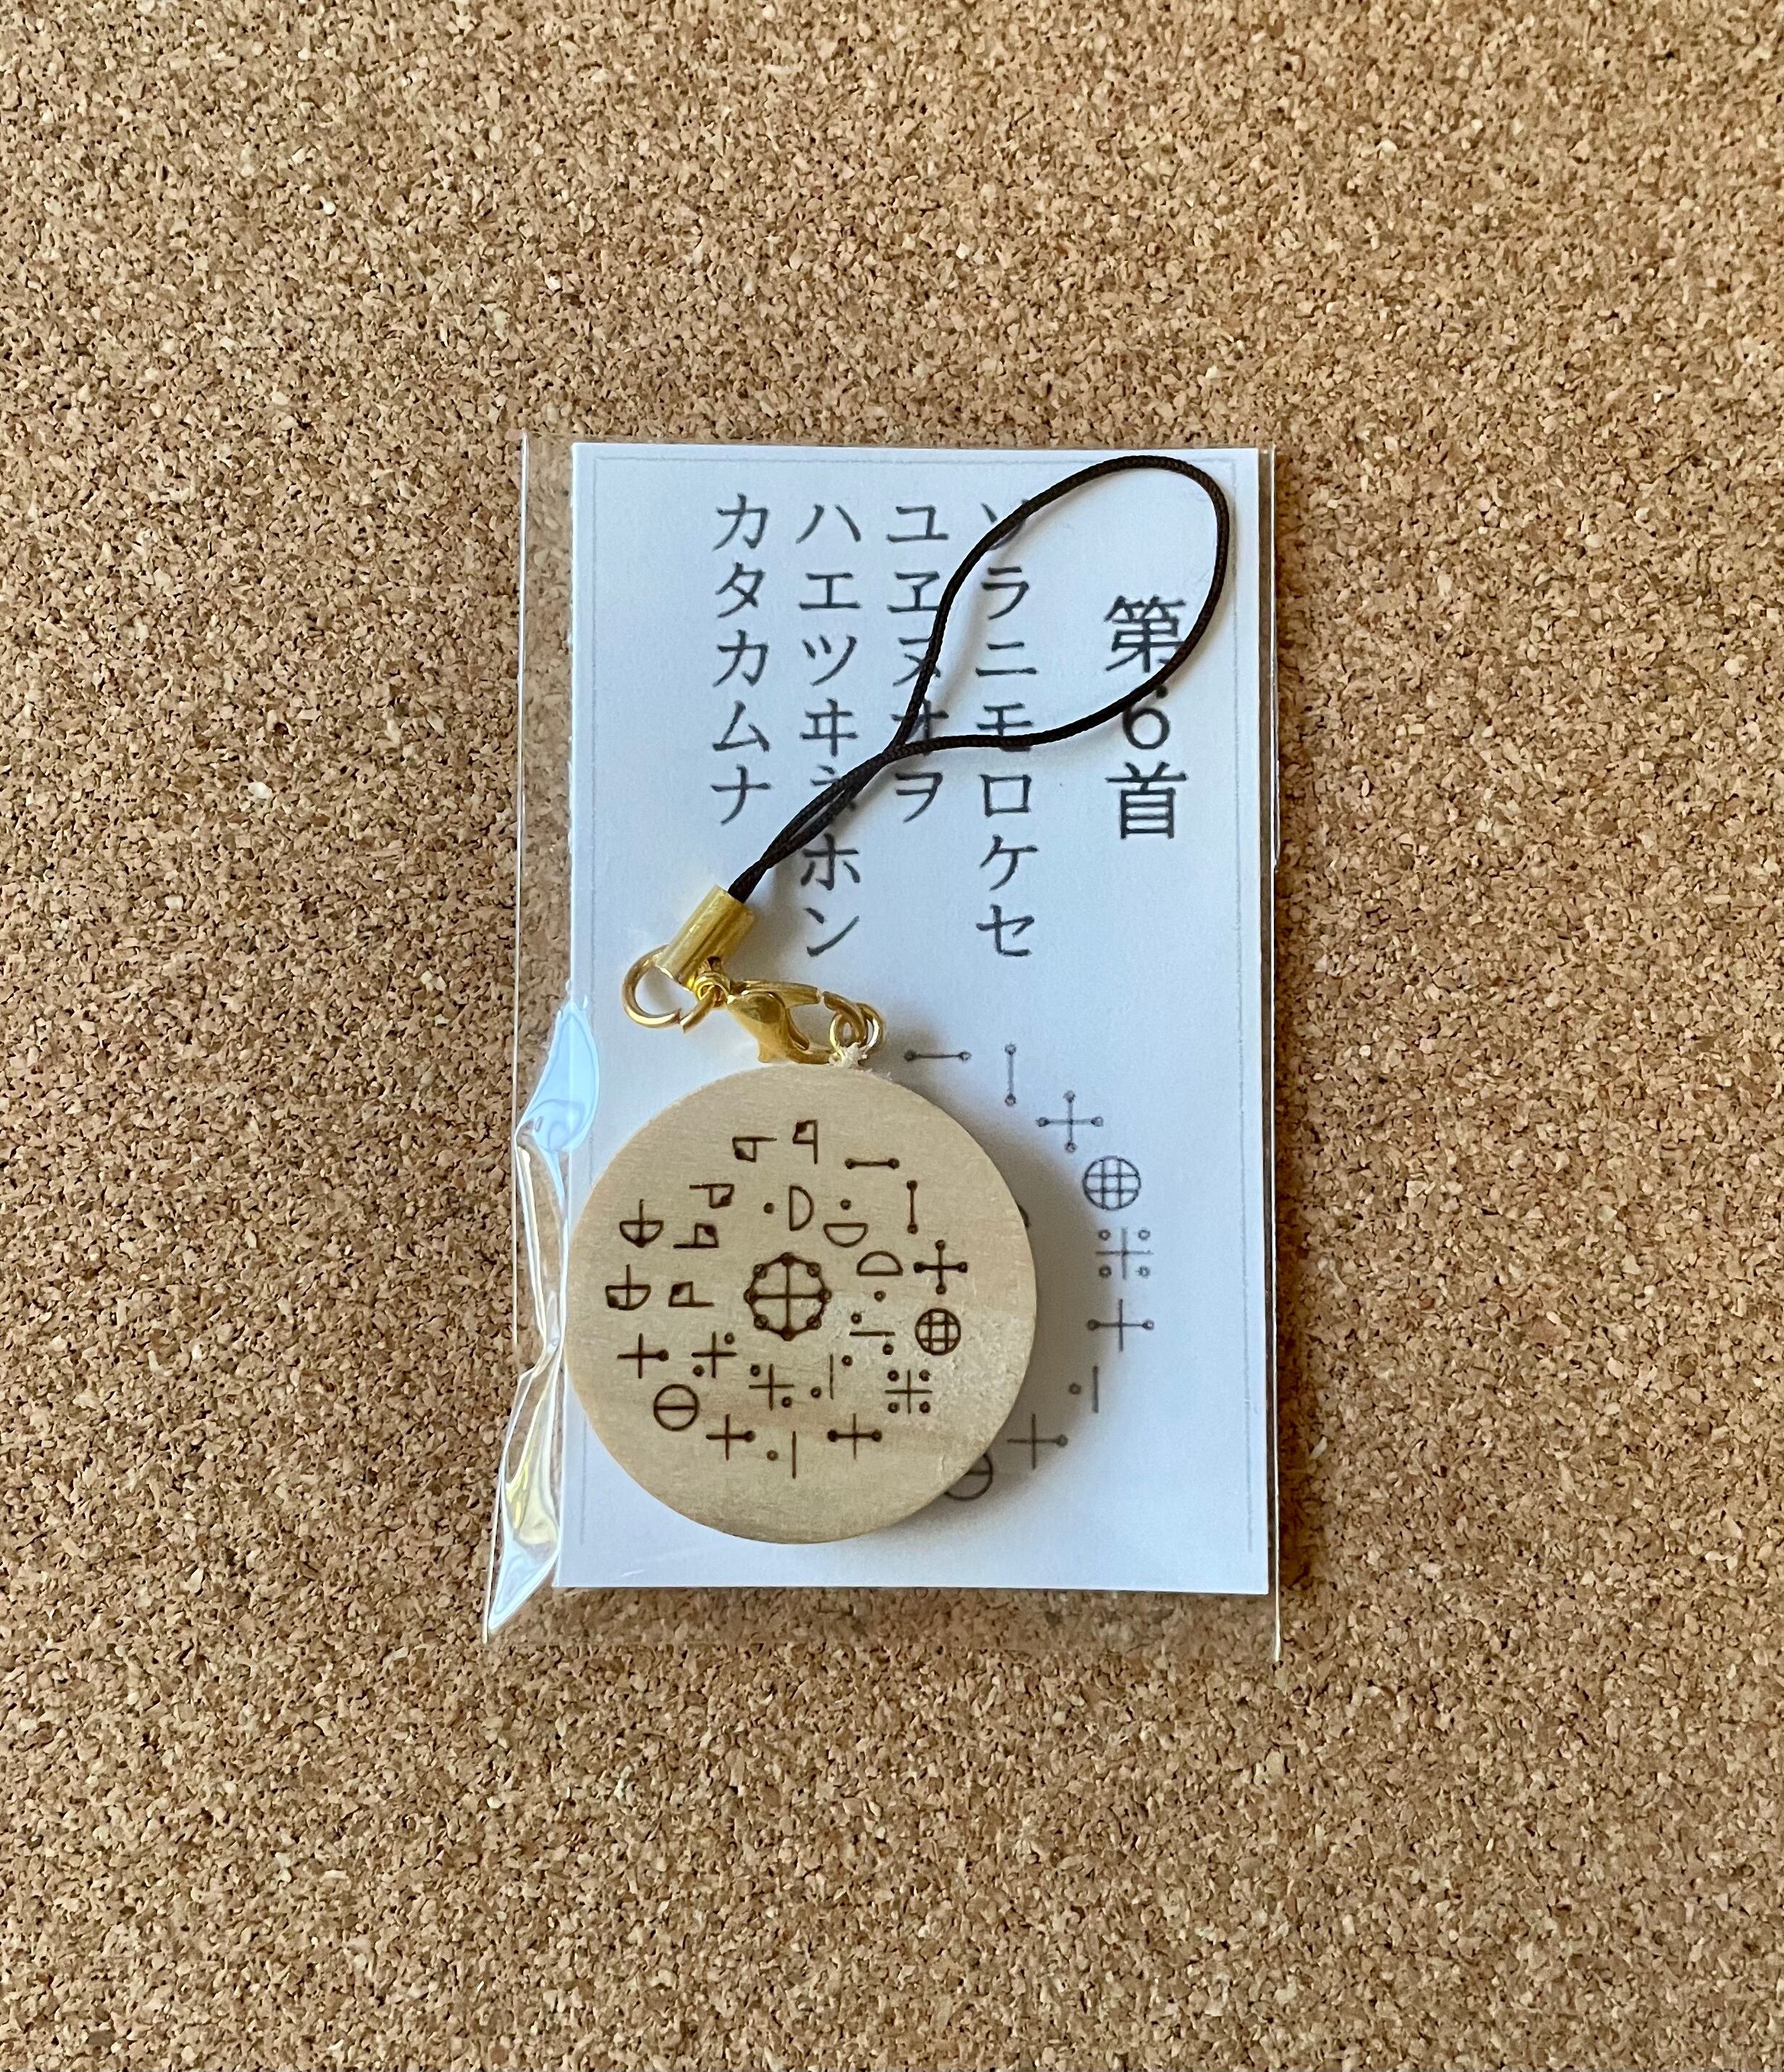 第6首
ソラニモロケセ
ユヱヌオヲ
ハエツヰネホン
カタカムナ